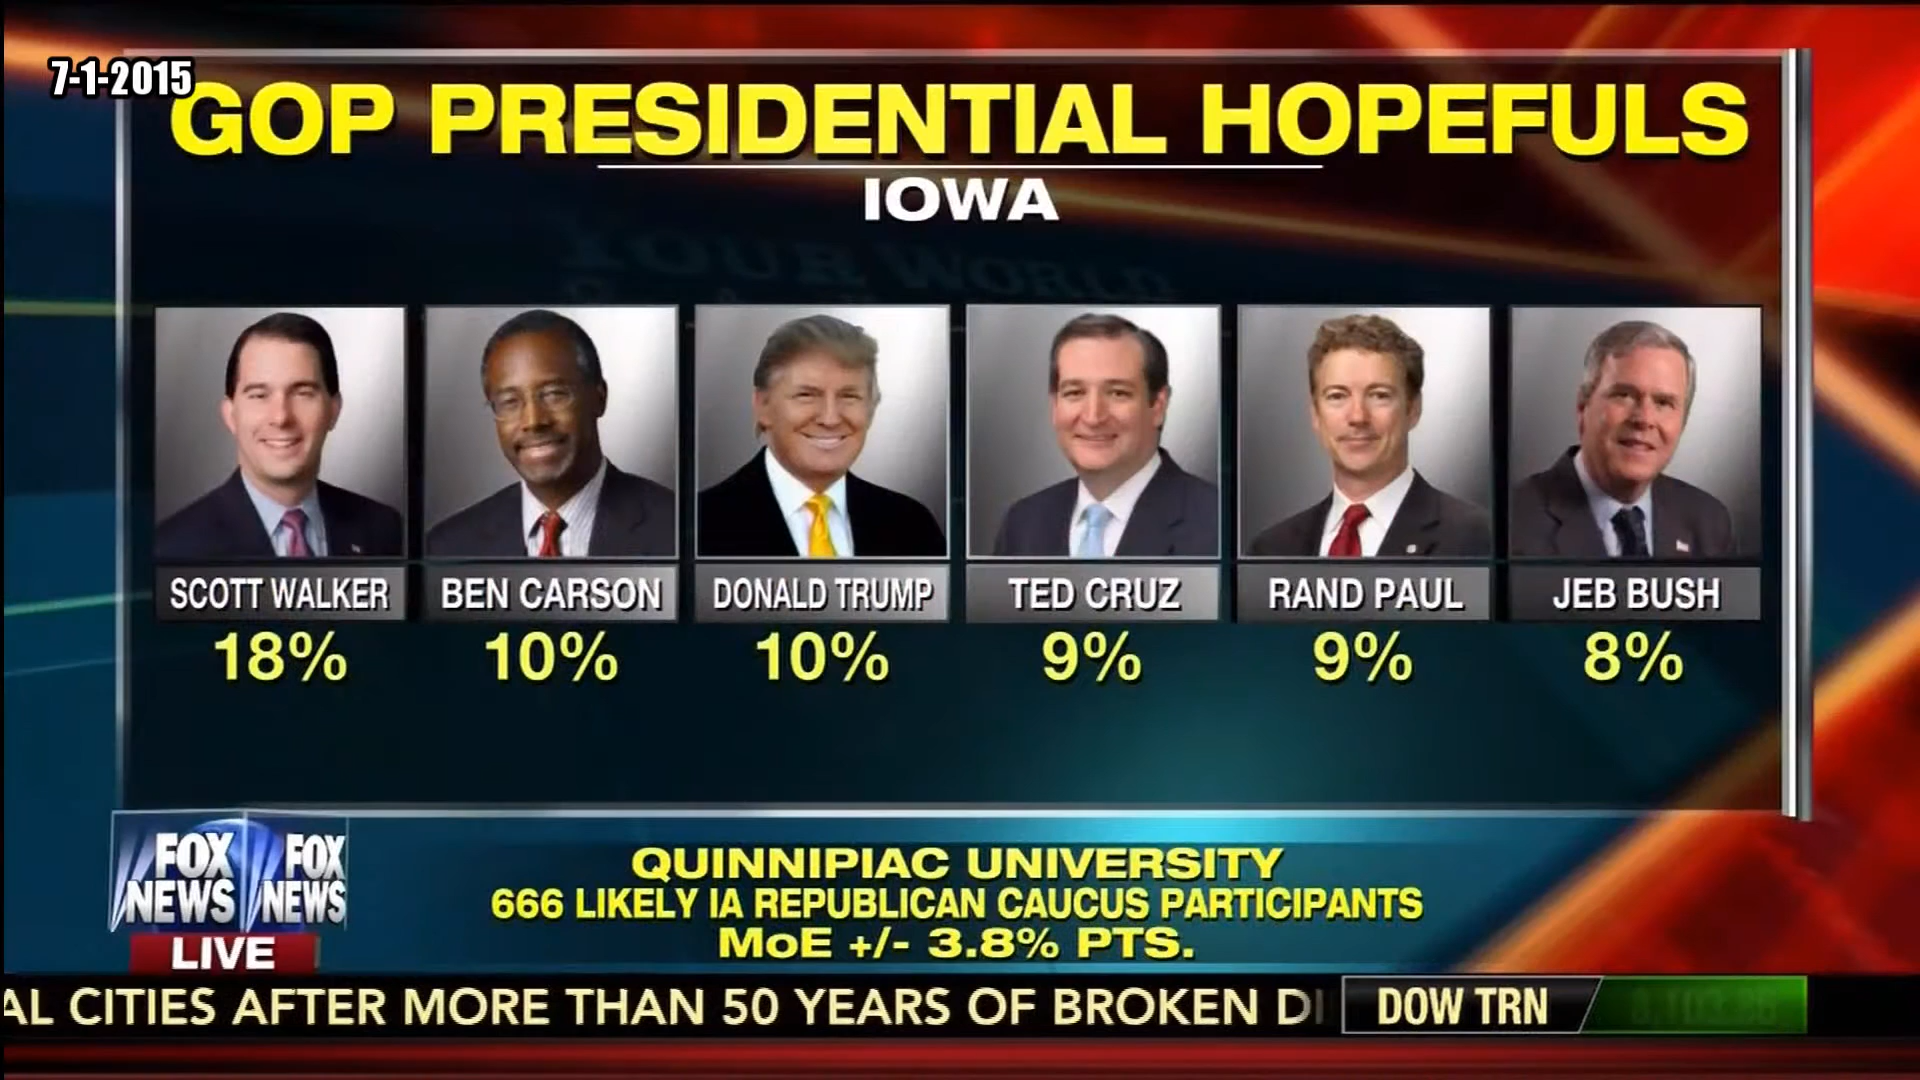 7-1-2015
GOP PRESIDENTIAL HOPEFULS
IOWA
YOUR WORLD
SCOTT WALKER
18%
BEN CARSON
10%
DONALD TRUMP
10%
TED CRUZ
9%
RAND PAUL
9%
JEB BUSH
8%
FOX NEWS
FOX NEWS
LIVE
QUINNIPIAC UNIVERSITY
666 LIKELY IA REPUBLICAN CAUCUS PARTICIPANTS
MoE +/- 3.8% PTS.
AL CITIES AFTER MORE THAN 50 YEARS OF BROKEN DI
DOW TRN